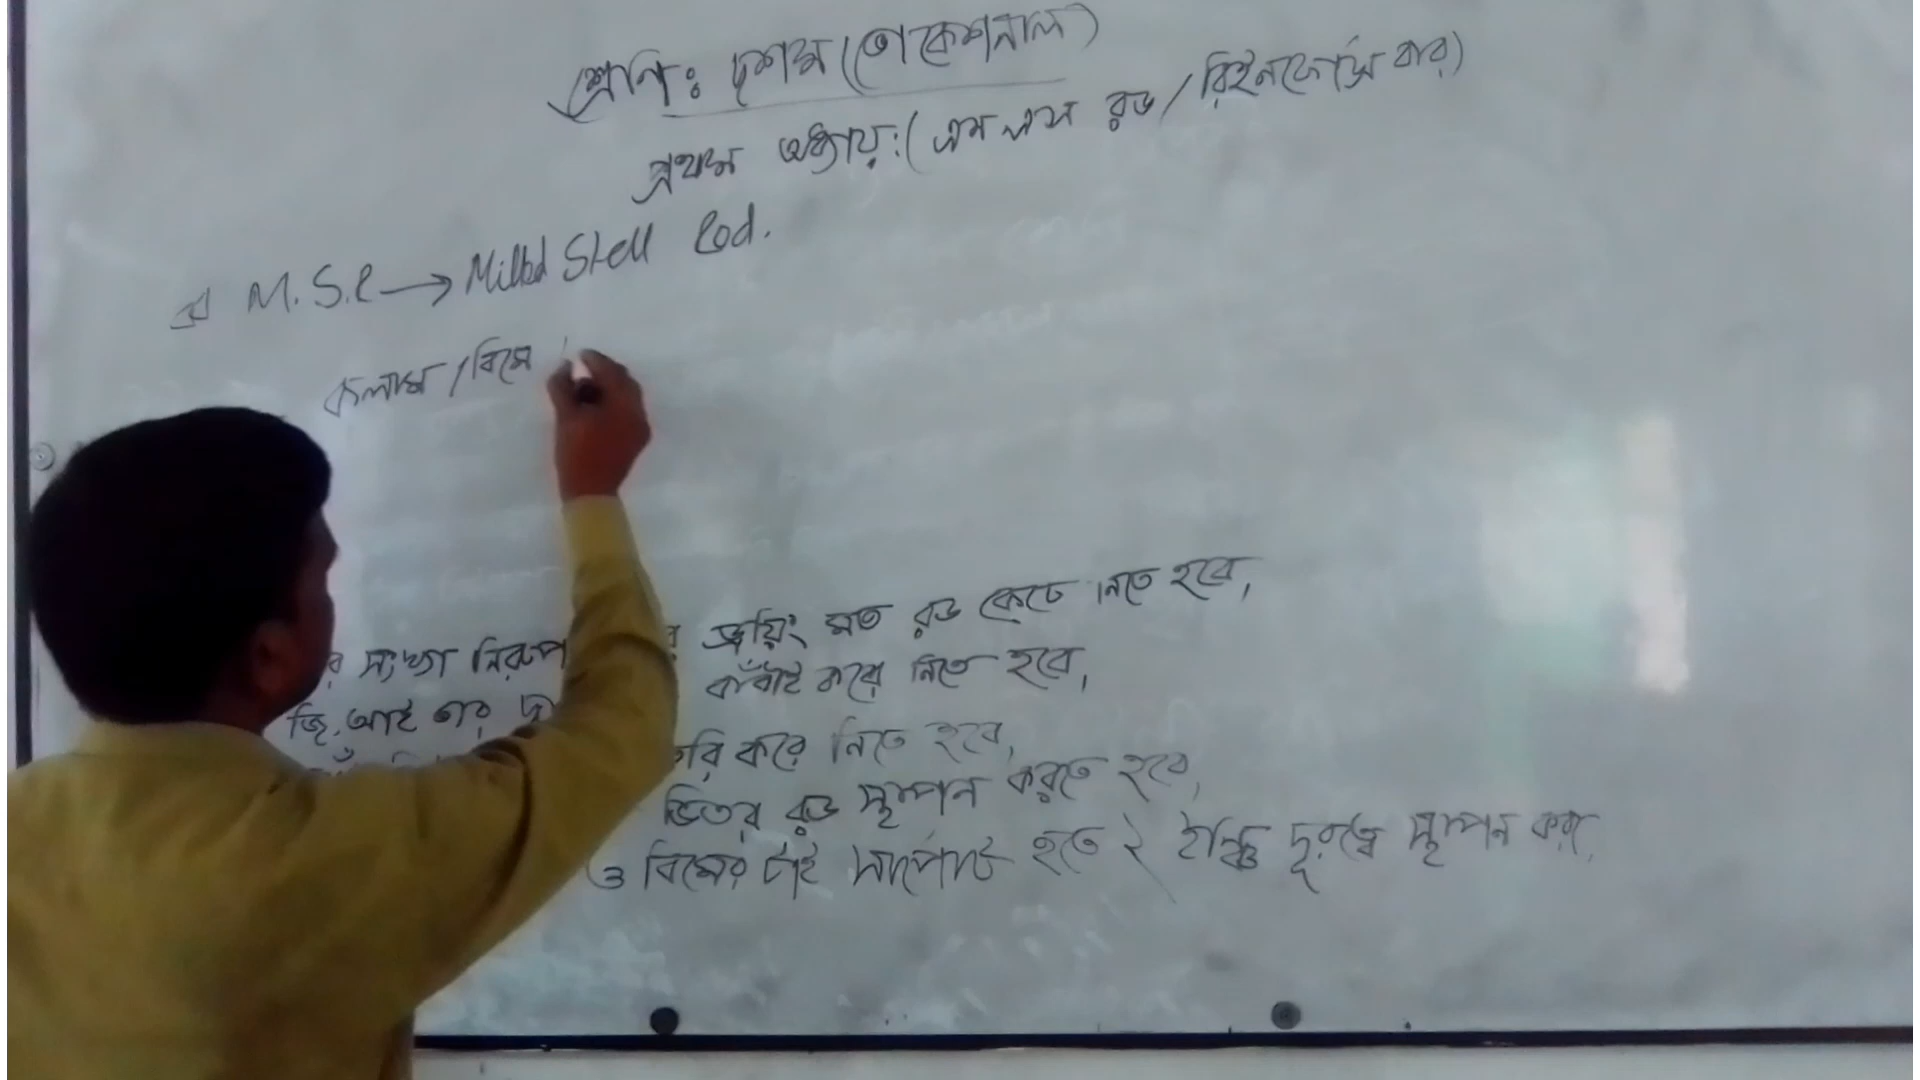 শ্রেণি: দশম (ভোকেশনাল)
প্রথম অধ্যায়: (এম এস রড / রিইনফোর্সড বার)
M.S.R → Milled Stell Rod.
কলাম / বিমে
র সংখ্যা নিরূপ ড্রয়িং মত রড কেটে নিতে হবে,
জি.আই তার দ্বা বাঁধাই করে নিতে হবে,
তৈরি করে নিতে হবে,
ভিতর রড স্থাপন করতে হবে,
ও বিমের টাই সাপোর্ট হতে ২ ইঞ্চি দূরত্বে স্থাপন করা,